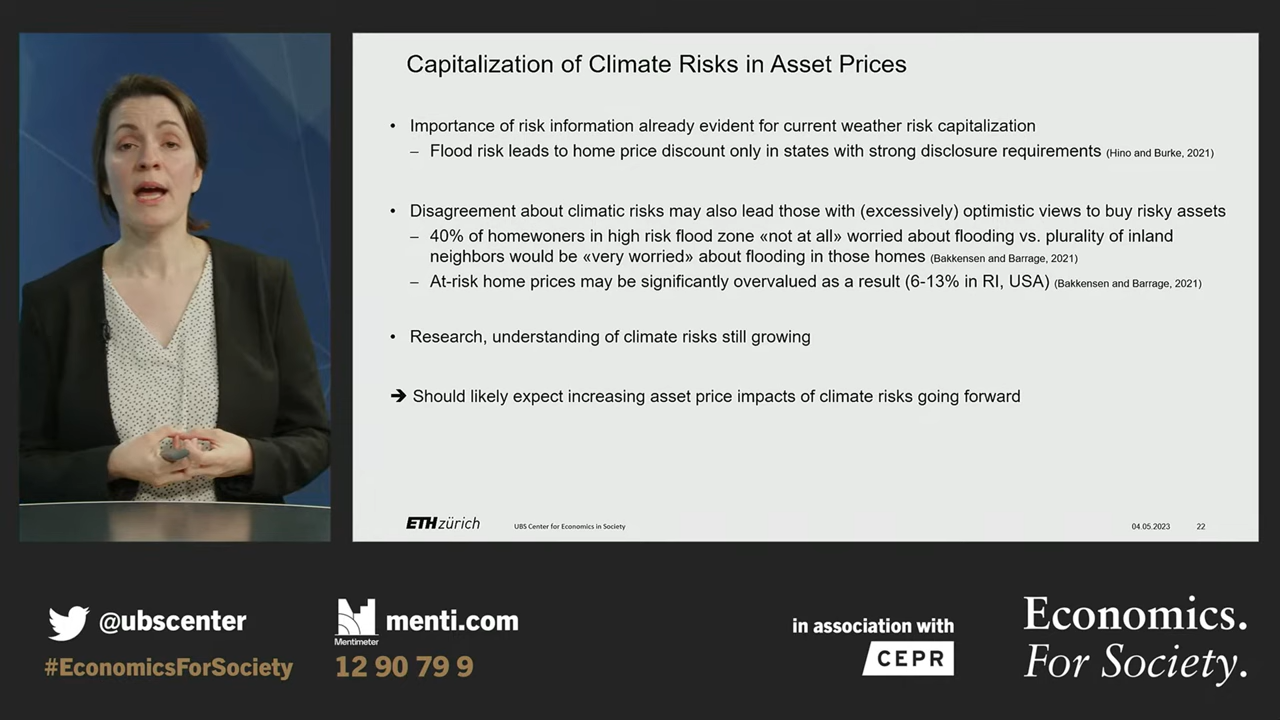 Capitalization of Climate Risks in Asset Prices
• Importance of risk information already evident for current weather risk capitalization
– Flood risk leads to home price discount only in states with strong disclosure requirements (Hino and Burke, 2021)
• Disagreement about climatic risks may also lead those with (excessively) optimistic views to buy risky assets
– 40% of homewoners in high risk flood zone «not at all» worried about flooding vs. plurality of inland
neighbors would be «very worried» about flooding in those homes (Bakkensen and Barrage, 2021)
– At-risk home prices may be significantly overvalued as a result (6-13% in RI, USA) (Bakkensen and Barrage, 2021)
• Research, understanding of climate risks still growing
➔ Should likely expect increasing asset price impacts of climate risks going forward
ETH zürich UBS Center for Economics in Society 04.05.2023 22
@ubscenter
#EconomicsForSociety
Mentimeter
menti.com
12 90 79 9
in association with
CEPR
Economics.
For Society.